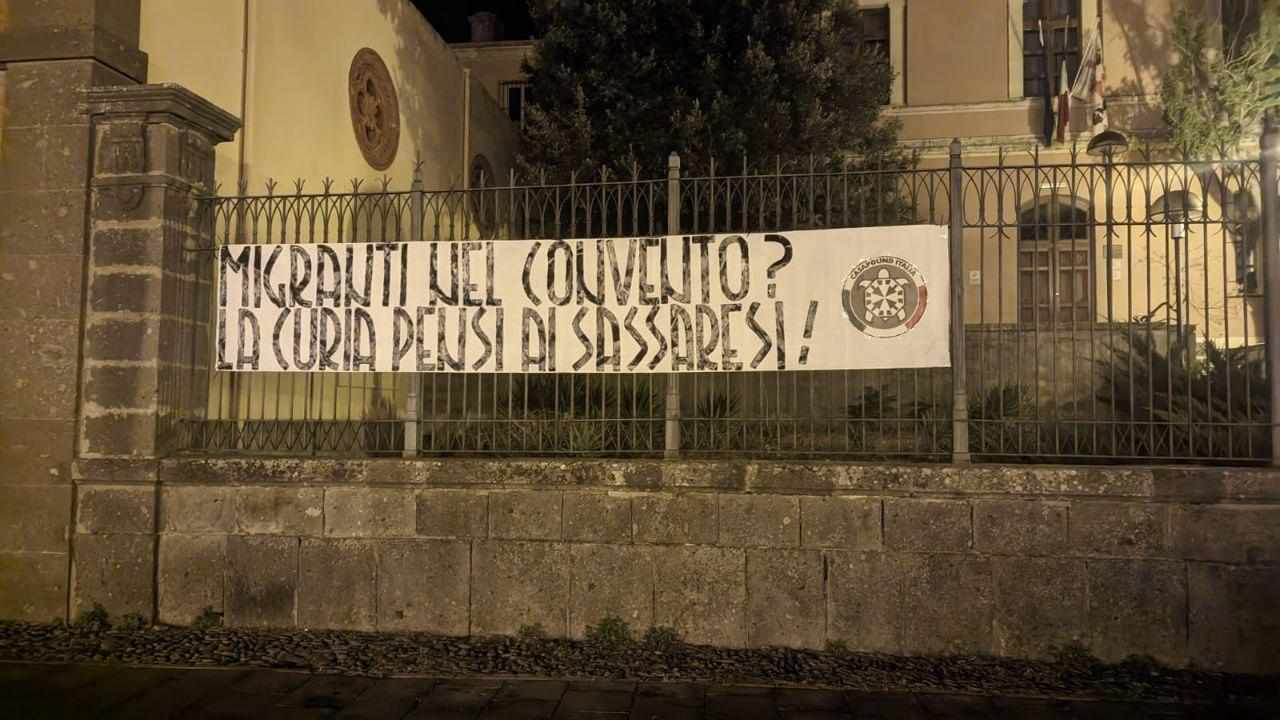 MIGRANTI NEL CONVENTO?
LA CURIA PENSI AI SASSARESI!
CASAPOUND ITALIA